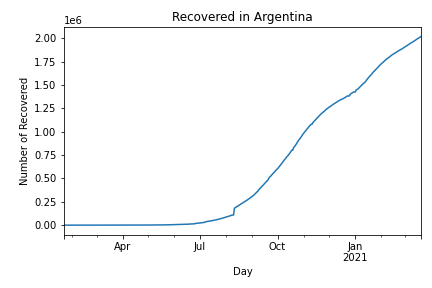 Recovered in Argentina
1e6
2.00
1.75
1.50
1.25
1.00
0.75
0.50
0.25
0.00
Number of Recovered
Apr Jul Oct Jan
2021
Day